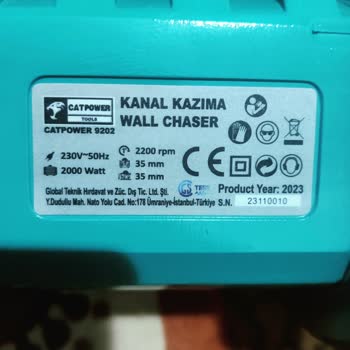 CATPOWER
TOOLS
CATPOWER 9202
KANAL KAZIMA
WALL CHASER
230V~50Hz
2000 Watt
2200 rpm
35 mm
35 mm
CE
Product Year: 2023
Global Teknik Hırdavat ve Züc. Dış Tic. Ltd. Şti.
Y.Dudullu Mah. Nato Yolu Cad. No:178 Ümraniye-İstanbul-Türkiye S.N. 23110010